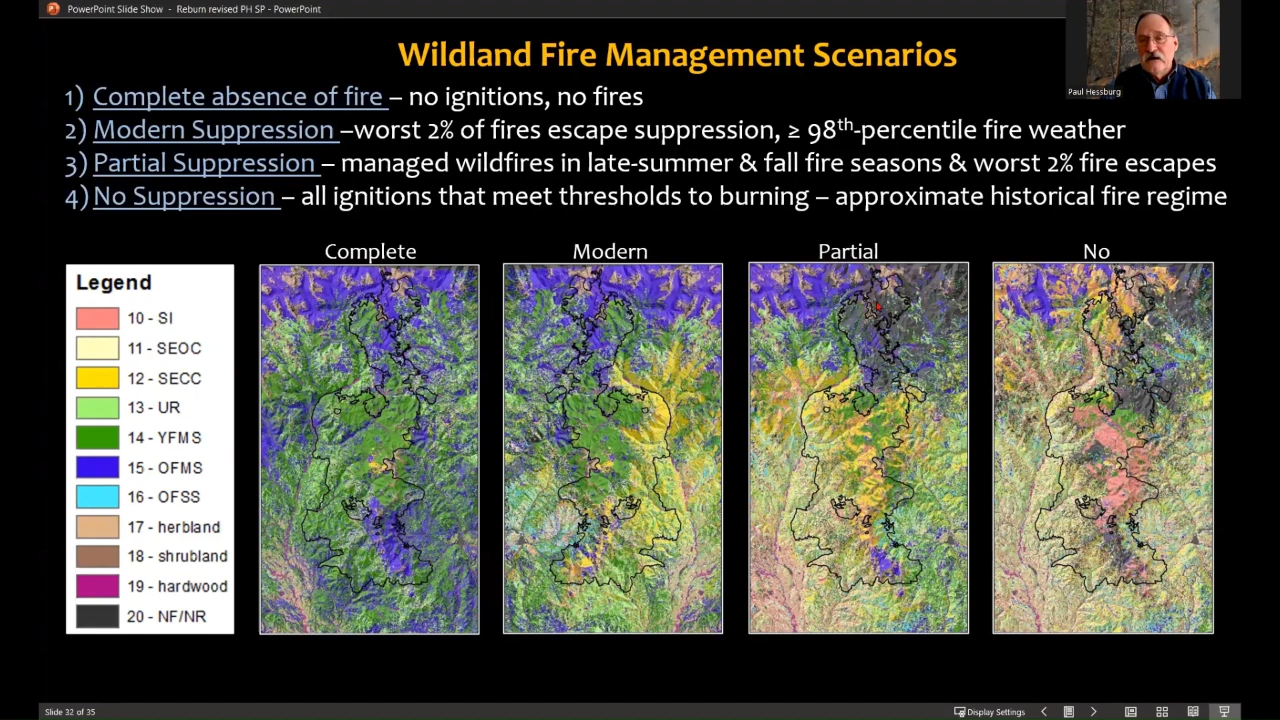 PowerPoint Slide Show - Reburn revised PH SP - PowerPoint
Wildland Fire Management Scenarios
Paul Hessburg
1) Complete absence of fire – no ignitions, no fires
2) Modern Suppression –worst 2% of fires escape suppression, ≥ 98th-percentile fire weather
3) Partial Suppression – managed wildfires in late-summer & fall fire seasons & worst 2% fire escapes
4) No Suppression – all ignitions that meet thresholds to burning – approximate historical fire regime
Complete Modern Partial No
Legend
10 - SI
11 - SEOC
12 - SECC
13 - UR
14 - YFMS
15 - OFMS
16 - OFSS
17 - herbland
18 - shrubland
19 - hardwood
20 - NF/NR
Slide 32 of 35
Display Settings